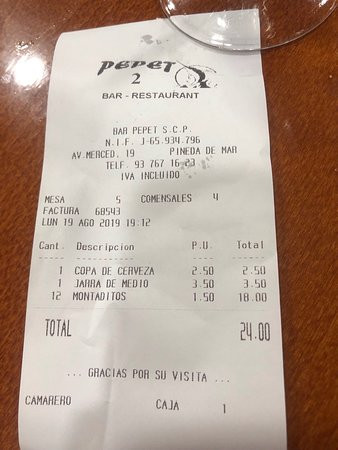 PEPET
2
BAR - RESTAURANT
BAR PEPET S.C.P.
N.I.F. J-65.934.796
AV.MERCED. 19 PINEDA DE MAR
TELF. 93 767 16 23
IVA INCLUIDO
MESA 5 COMENSALES 4
FACTURA 68543
LUN 19 AGO 2019 19:12
Cant. Descripcion P.U. Total
1 COPA DE CERVEZA 2.50 2.50
1 JARRA DE MEDIO 3.50 3.50
12 MONTADITOS 1.50 18.00
TOTAL 24.00
... GRACIAS POR SU VISITA ...
CAMARERO CAJA 1